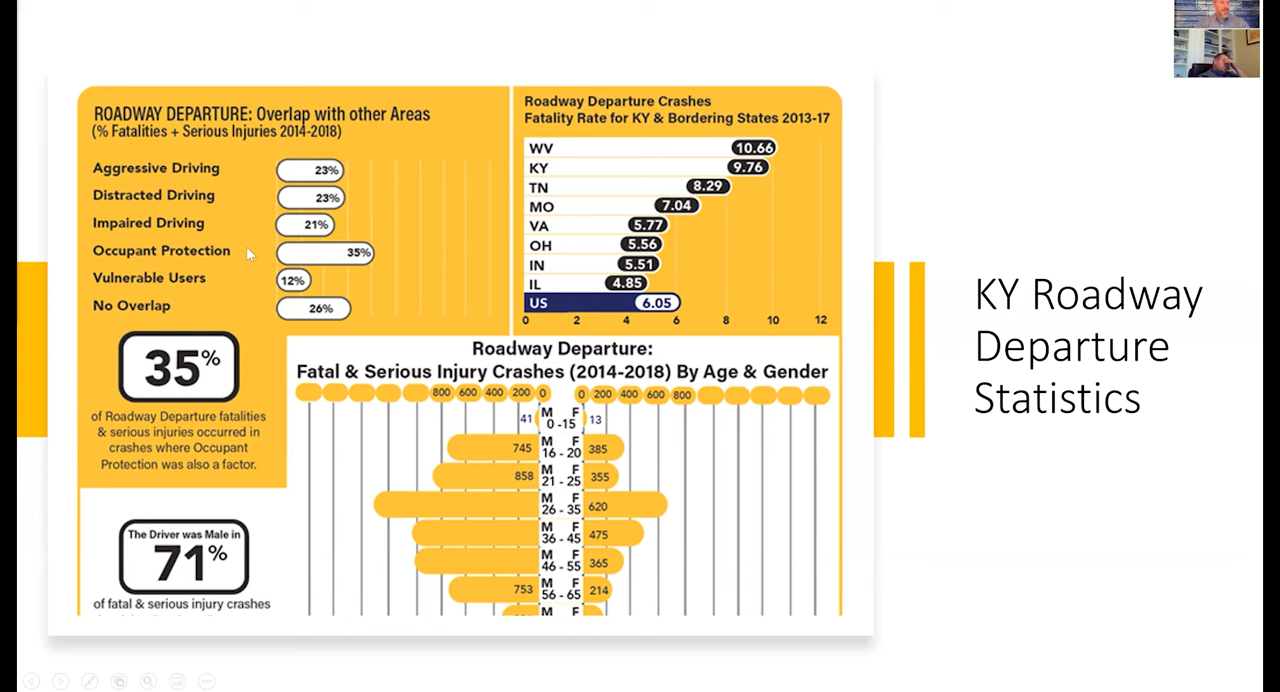 ROADWAY DEPARTURE: Overlap with other Areas
(% Fatalities + Serious Injuries 2014-2018)
Aggressive Driving 23%
Distracted Driving 23%
Impaired Driving 21%
Occupant Protection 35%
Vulnerable Users 12%
No Overlap 26%
35%
of Roadway Departure fatalities
& serious injuries occurred in
crashes where Occupant
Protection was also a factor.
The Driver was Male in
71%
of fatal & serious injury crashes
Roadway Departure Crashes
Fatality Rate for KY & Bordering States 2013-17
WV 10.66
KY 9.76
TN 8.29
MO 7.04
VA 5.77
OH 5.56
IN 5.51
IL 4.85
US 6.05
0 2 4 6 8 10 12
Roadway Departure:
Fatal & Serious Injury Crashes (2014-2018) By Age & Gender
800 600 400 200 0 0 200 400 600 800
M F
41 0 -15 13
M F
745 16 - 20 385
M F
858 21 - 25 355
M F
26 - 35 620
M F
36 - 45 475
M F
46 - 55 365
M F
753 56 - 65 214
M F
KY Roadway
Departure
Statistics